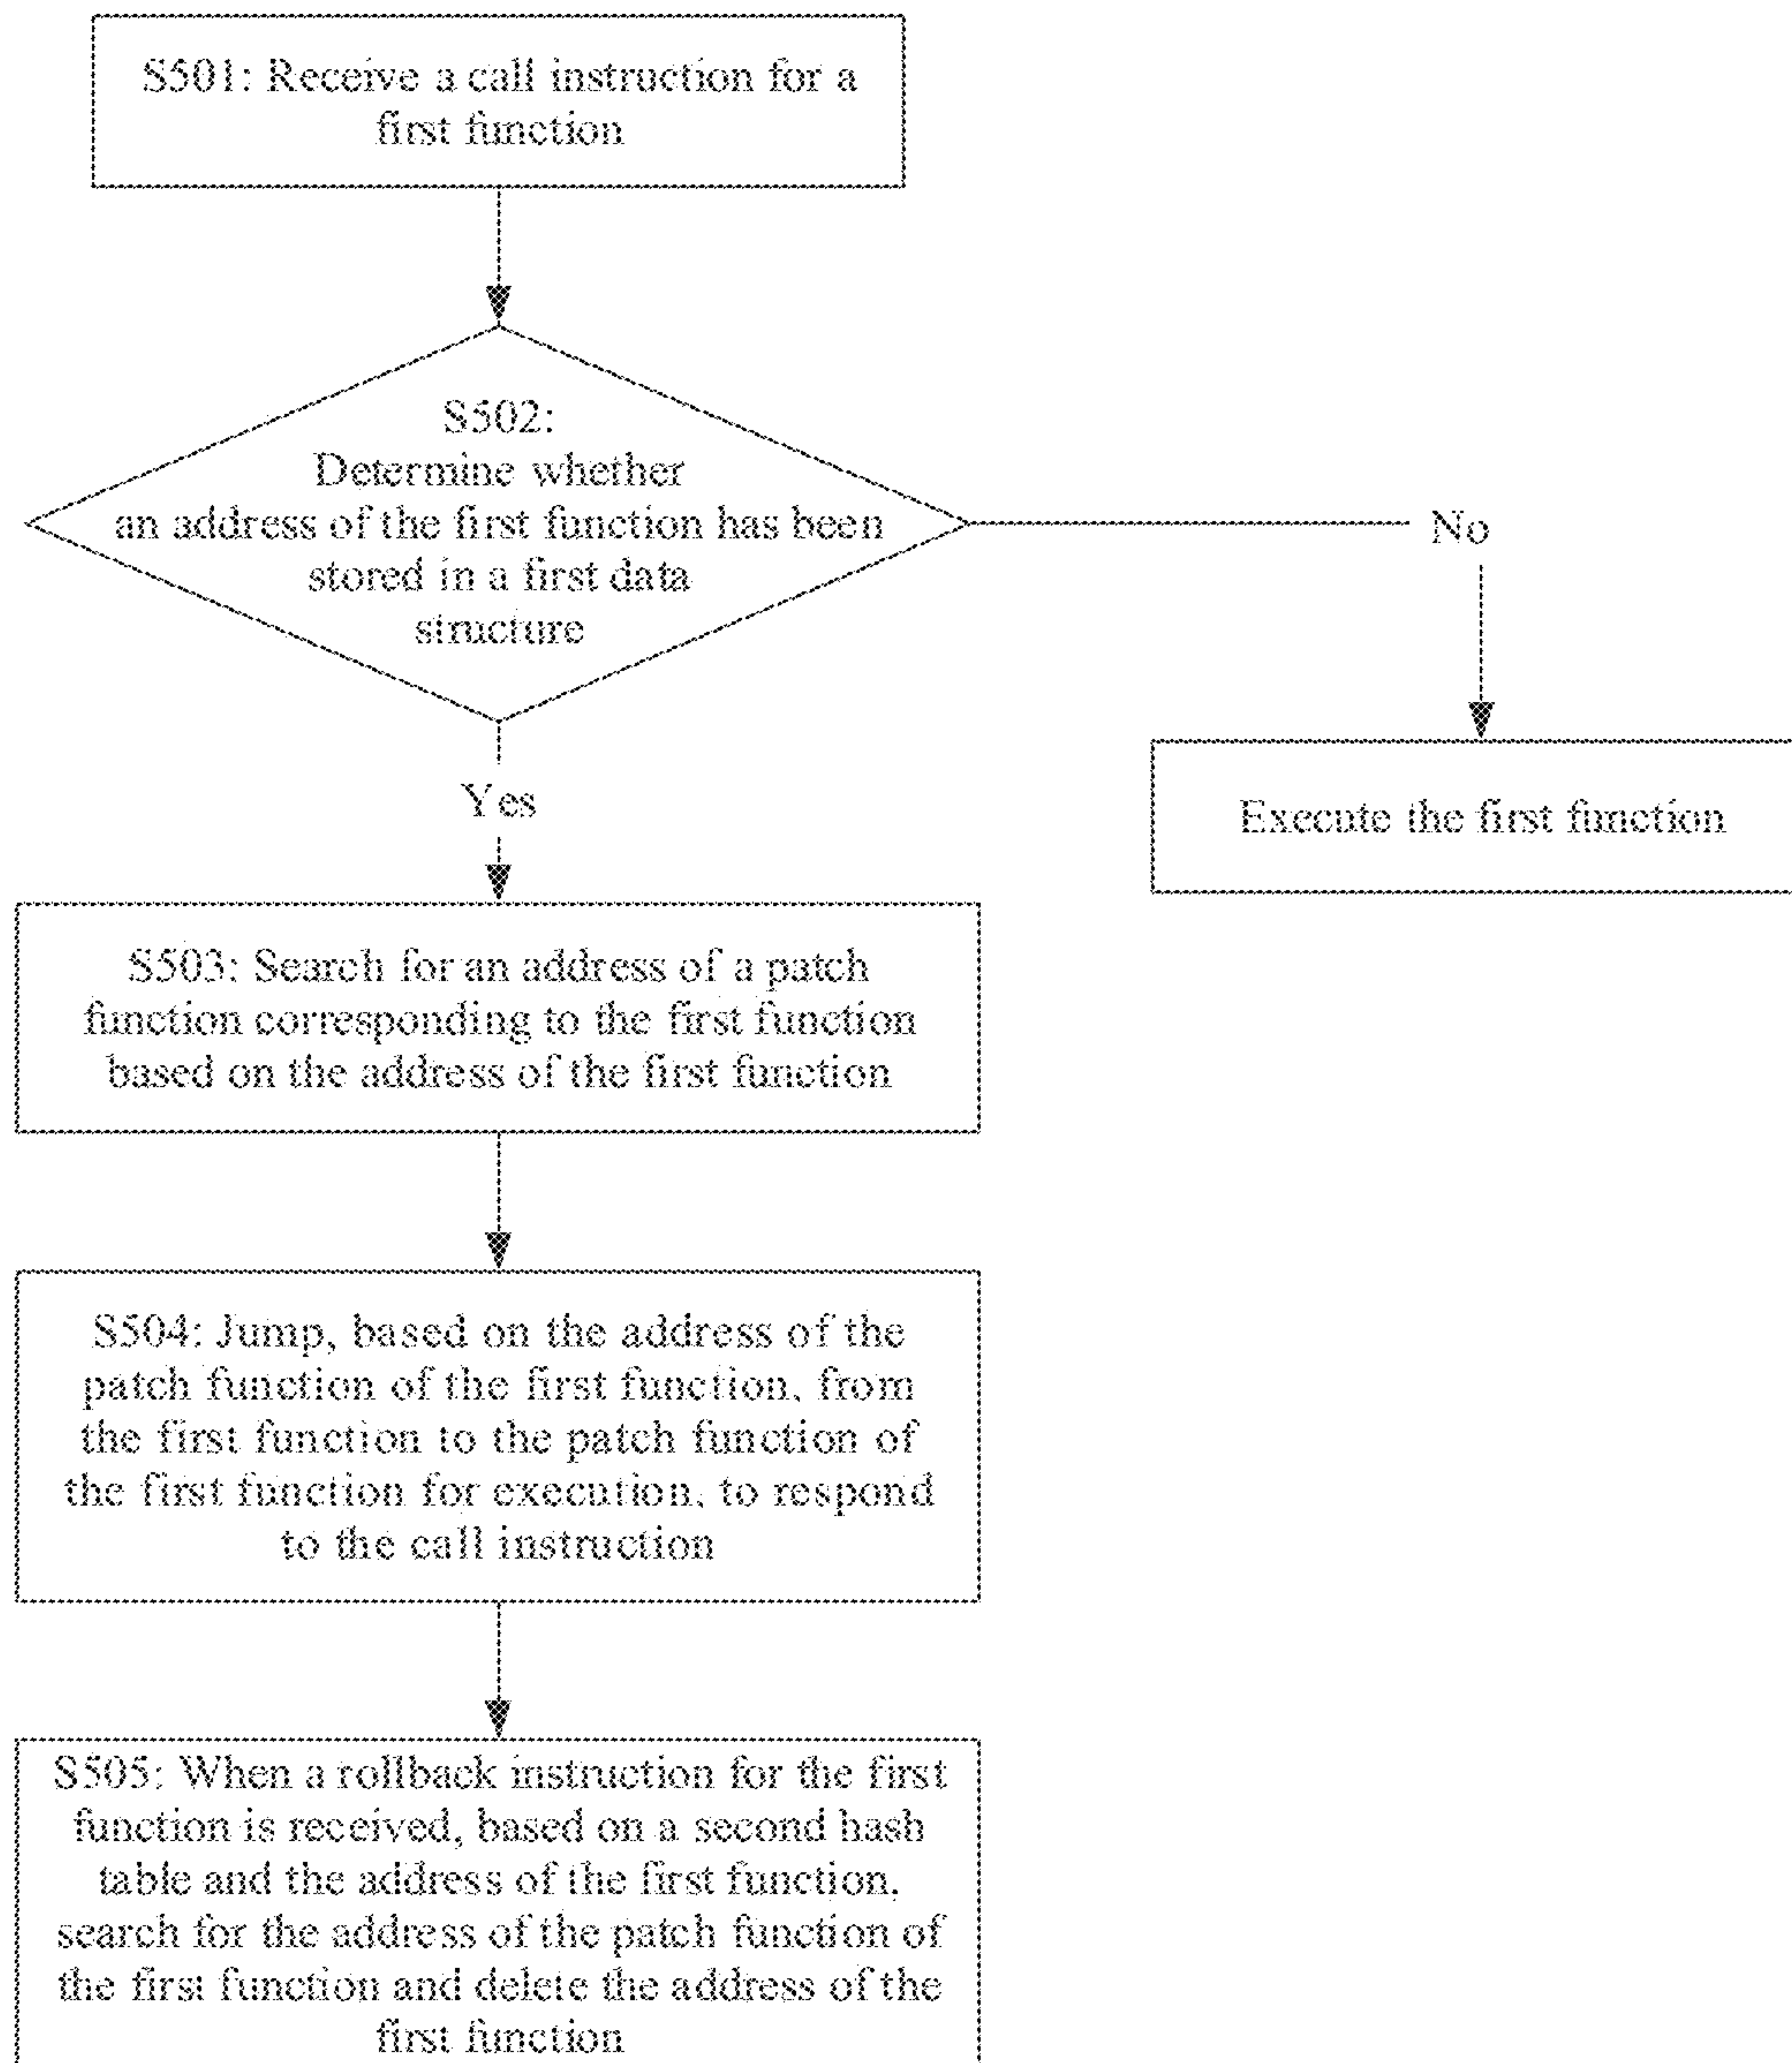 S501: Receive a call instruction for a
first function
S502:
Determine whether
an address of the first function has been
stored in a first data
structure
No
Yes
Execute the first function
S503: Search for an address of a patch
function corresponding to the first function
based on the address of the first function
S504: Jump, based on the address of the
patch function of the first function, from
the first function to the patch function of
the first function for execution, to respond
to the call instruction
S505: When a rollback instruction for the first
function is received, based on a second hash
table and the address of the first function,
search for the address of the patch function of
the first function and delete the address of the
first function